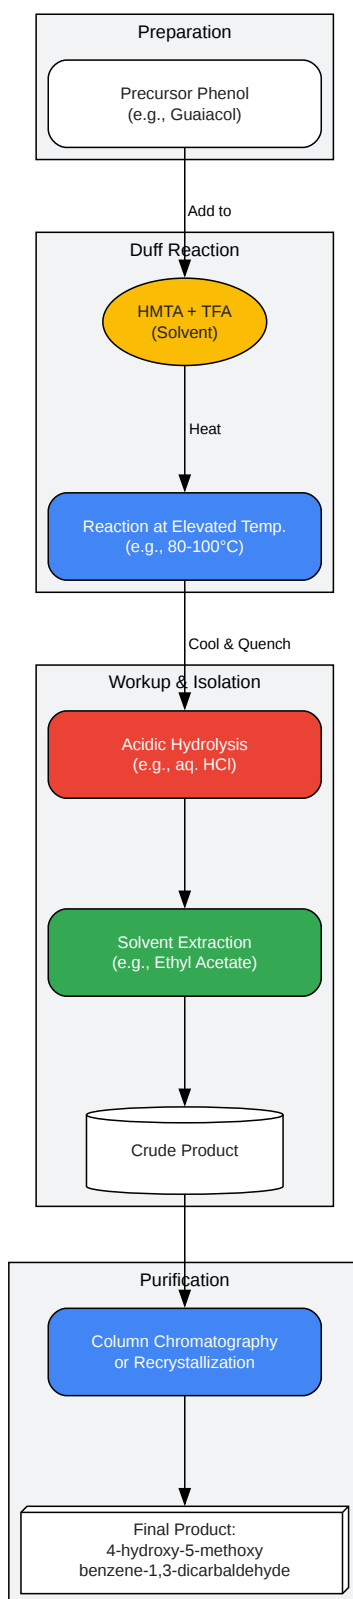 Preparation
Precursor Phenol
(e.g., Guaiacol)
Add to
Duff Reaction
HMTA + TFA
(Solvent)
Heat
Reaction at Elevated Temp.
(e.g., 80-100°C)
Cool & Quench
Workup & Isolation
Acidic Hydrolysis
(e.g., aq. HCl)
Solvent Extraction
(e.g., Ethyl Acetate)
Crude Product
Purification
Column Chromatography
or Recrystallization
Final Product:
4-hydroxy-5-methoxy
benzene-1,3-dicarbaldehyde